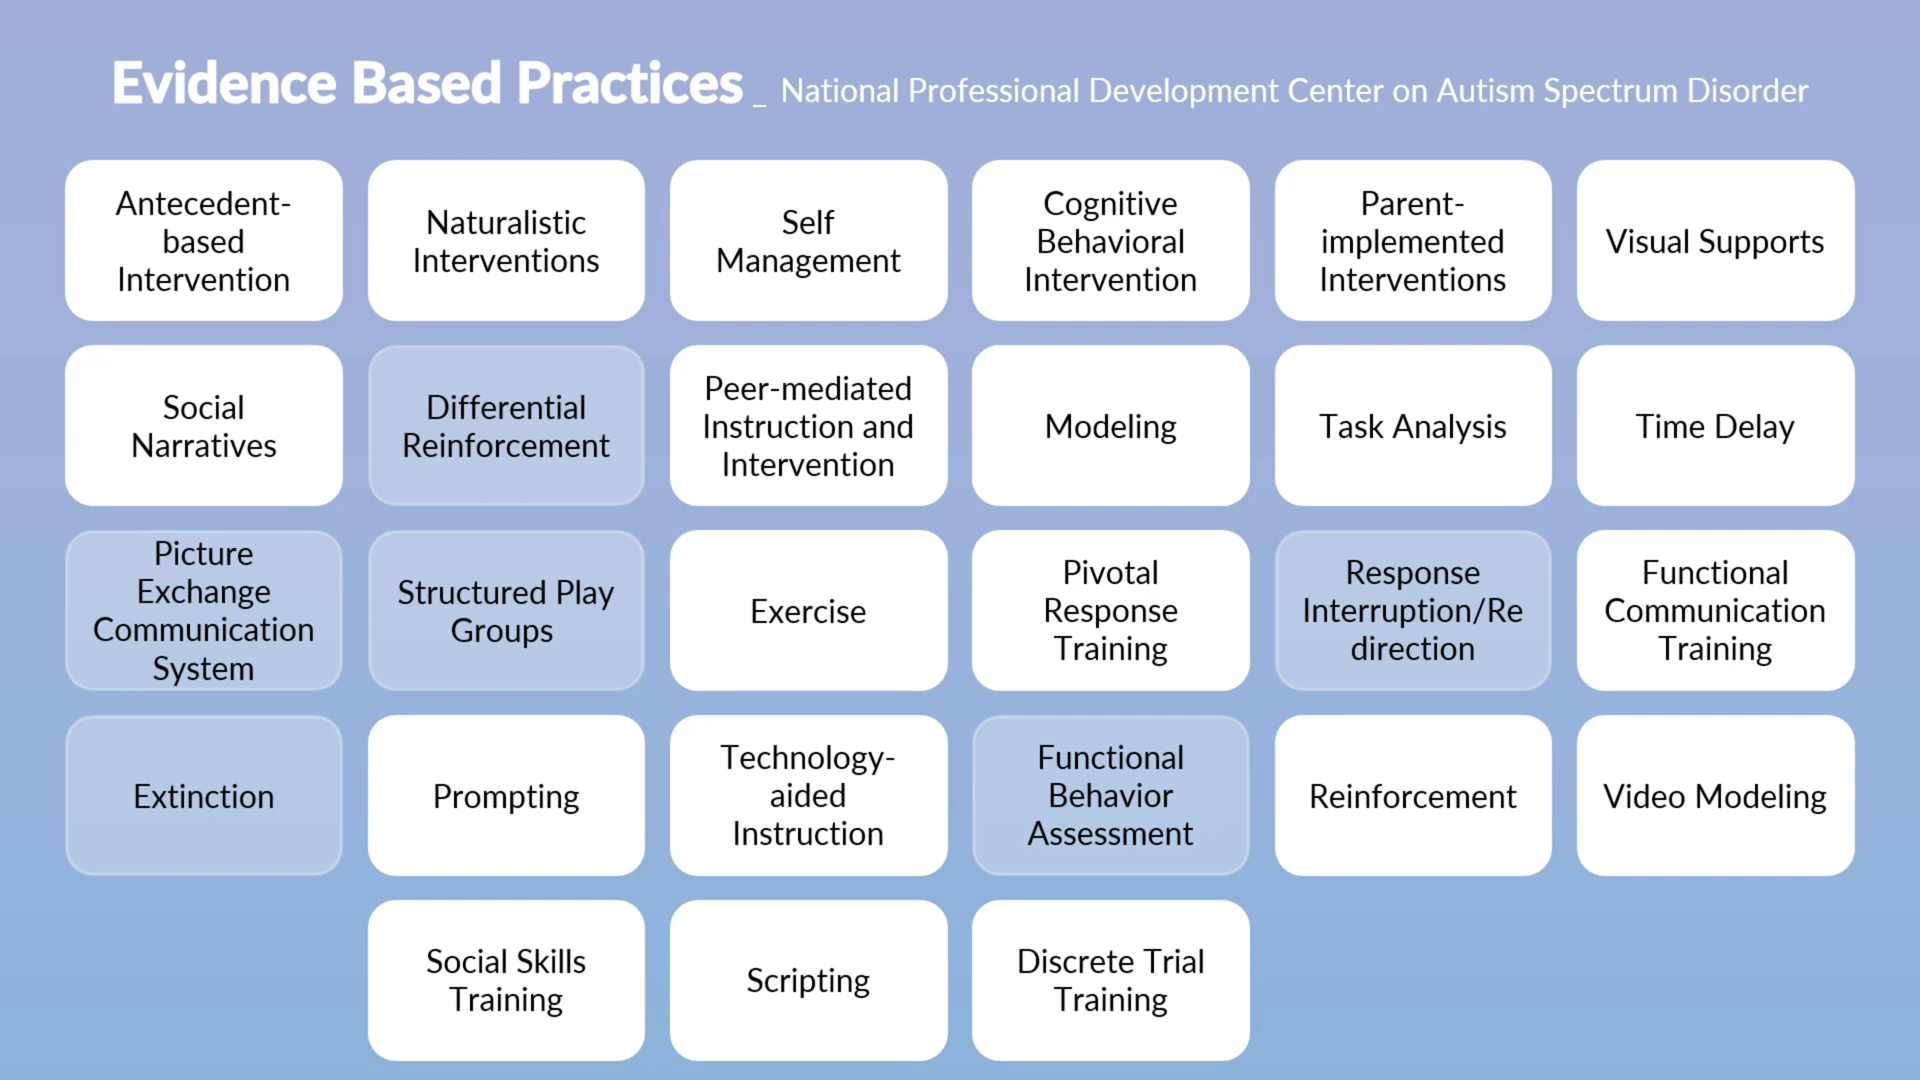 Evidence Based Practices _ National Professional Development Center on Autism Spectrum Disorder
Antecedent-
based
Intervention
Naturalistic
Interventions
Self
Management
Cognitive
Behavioral
Intervention
Parent-
implemented
Interventions
Visual Supports
Social
Narratives
Differential
Reinforcement
Peer-mediated
Instruction and
Intervention
Modeling
Task Analysis
Time Delay
Picture
Exchange
Communication
System
Structured Play
Groups
Exercise
Pivotal
Response
Training
Response
Interruption/Re
direction
Functional
Communication
Training
Extinction
Prompting
Technology-
aided
Instruction
Functional
Behavior
Assessment
Reinforcement
Video Modeling
Social Skills
Training
Scripting
Discrete Trial
Training